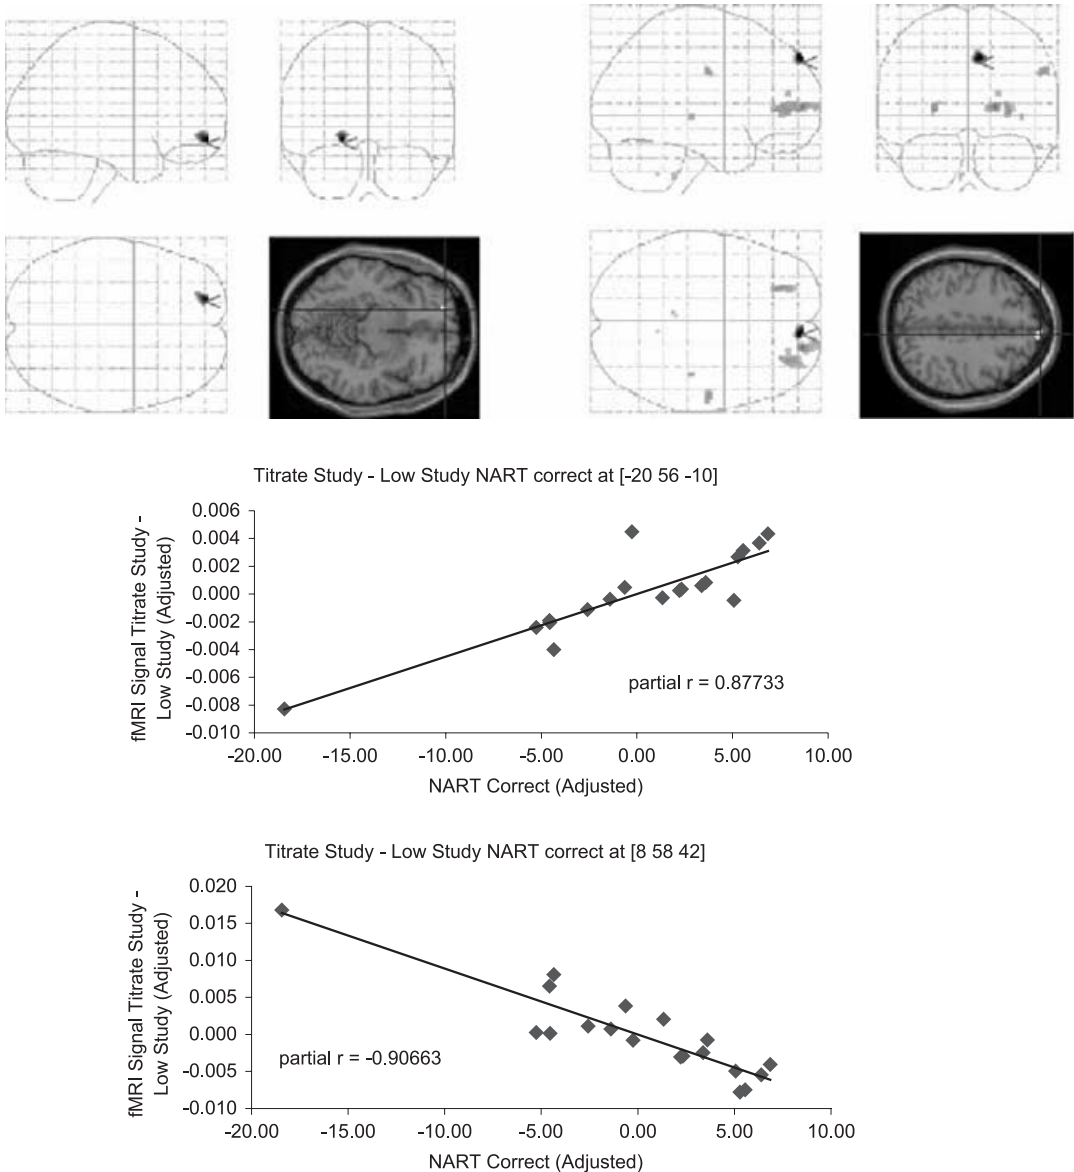 Titrate Study - Low Study NART correct at [-20 56 -10]
fMRI Signal Titrate Study -
Low Study (Adjusted)
0.006
0.004
0.002
0.000
-0.002
-0.004
-0.006
-0.008
-0.010
partial r = 0.87733
-20.00 -15.00 -10.00 -5.00 0.00 5.00 10.00
NART Correct (Adjusted)
Titrate Study - Low Study NART correct at [8 58 42]
fMRI Signal Titrate Study -
Low Study (Adjusted)
0.020
0.015
0.010
0.005
0.000
-0.005
-0.010
partial r = -0.90663
-20.00 -15.00 -10.00 -5.00 0.00 5.00 10.00
NART Correct (Adjusted)